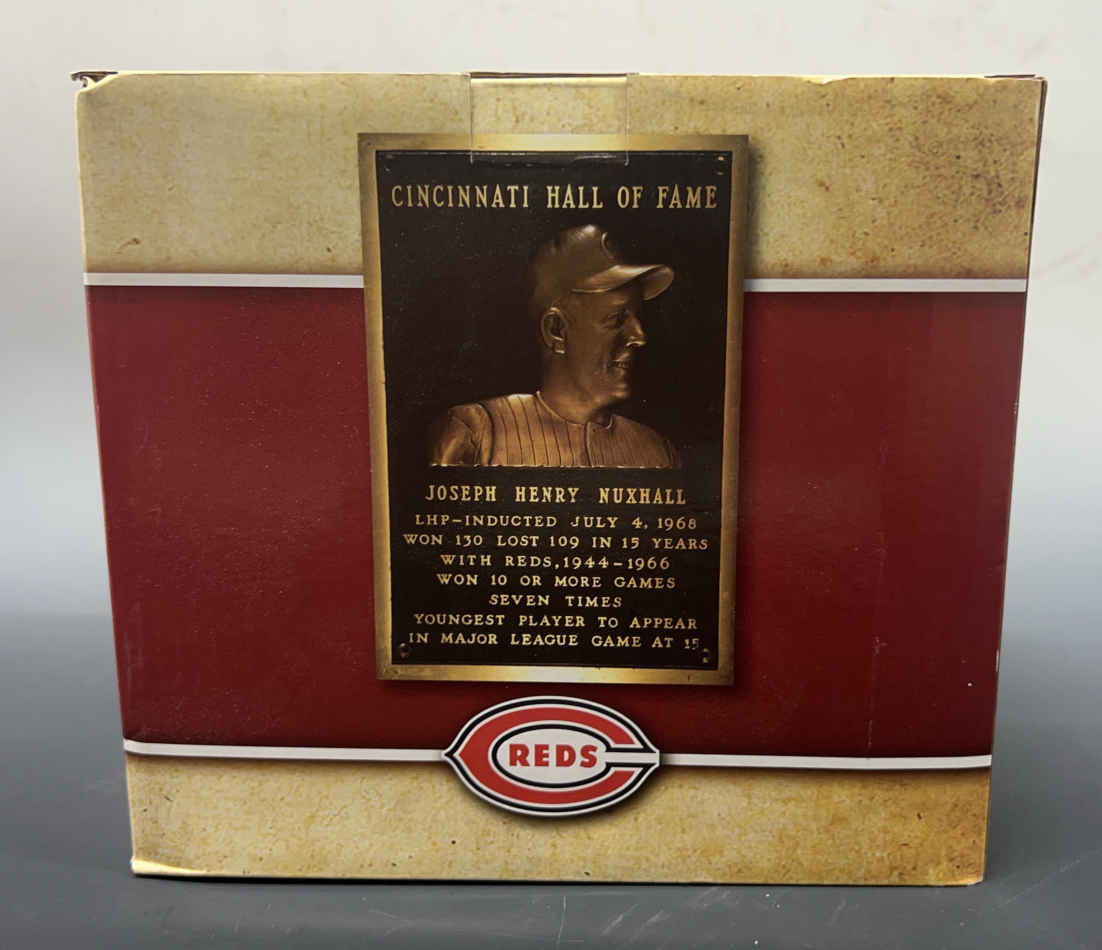 CINCINNATI HALL OF FAME
JOSEPH HENRY NUXHALL
LHP-INDUCTED JULY 4, 1968
WON 130 LOST 109 IN 15 YEARS
WITH REDS, 1944-1966
WON 10 OR MORE GAMES
SEVEN TIMES
YOUNGEST PLAYER TO APPEAR
IN MAJOR LEAGUE GAME AT 15
REDS